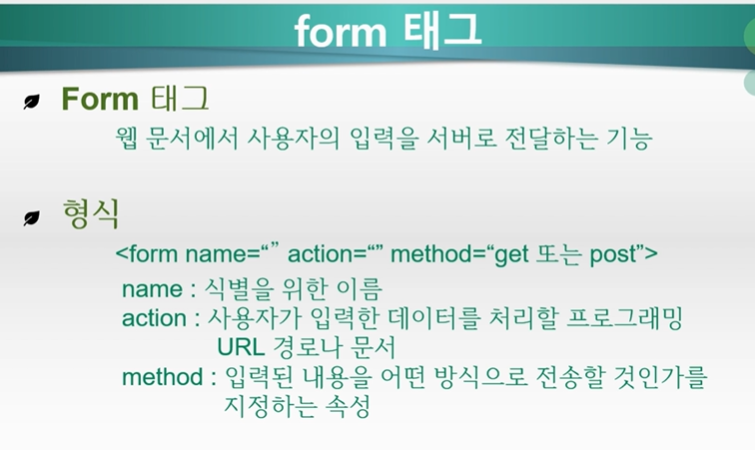 form 태그
Form 태그
웹 문서에서 사용자의 입력을 서버로 전달하는 기능
형식
<form name=“” action=“” method=“get 또는 post”>
name : 식별을 위한 이름
action : 사용자가 입력한 데이터를 처리할 프로그래밍
URL 경로나 문서
method : 입력된 내용을 어떤 방식으로 전송할 것인가를
지정하는 속성